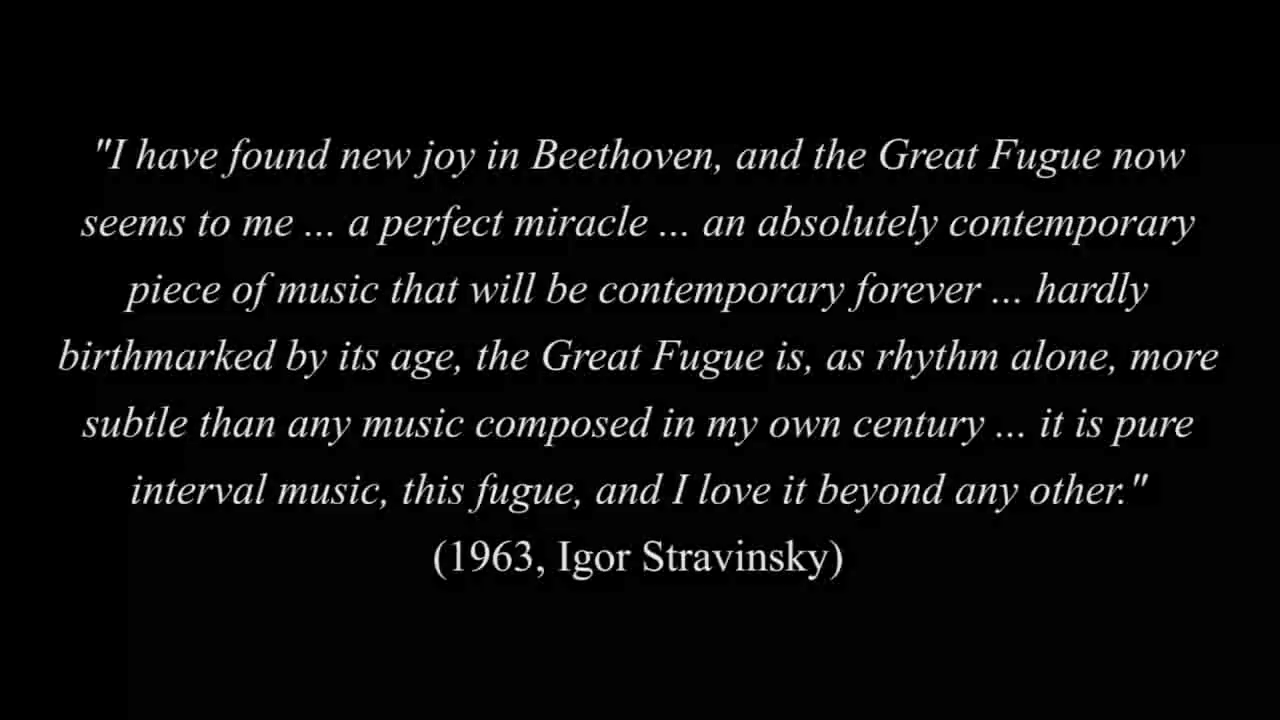 "I have found new joy in Beethoven, and the Great Fugue now
seems to me ... a perfect miracle ... an absolutely contemporary
piece of music that will be contemporary forever ... hardly
birthmarked by its age, the Great Fugue is, as rhythm alone, more
subtle than any music composed in my own century ... it is pure
interval music, this fugue, and I love it beyond any other."
(1963, Igor Stravinsky)